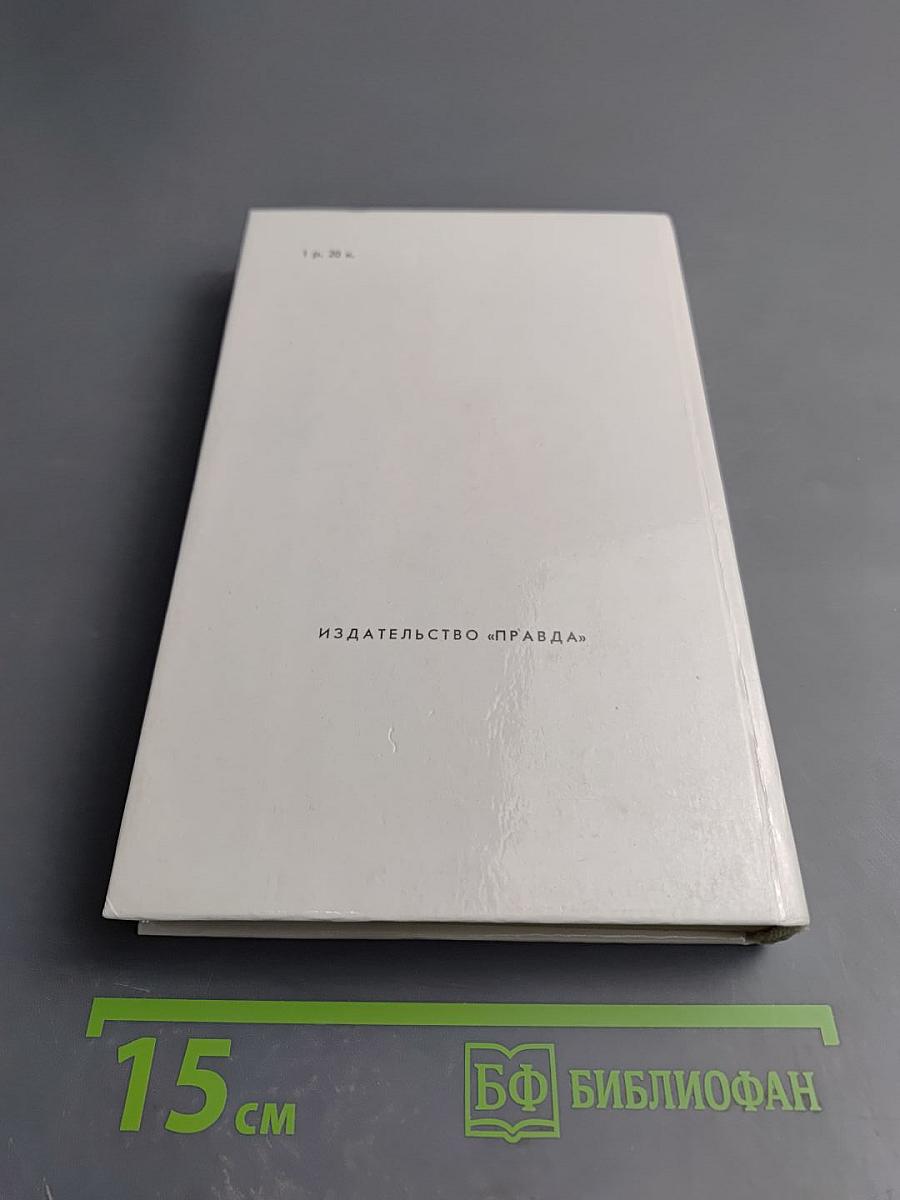 1 р. 20 к.
ИЗДАТЕЛЬСТВО «ПРАВДА»
15 см
БФ БИБЛИОФАН